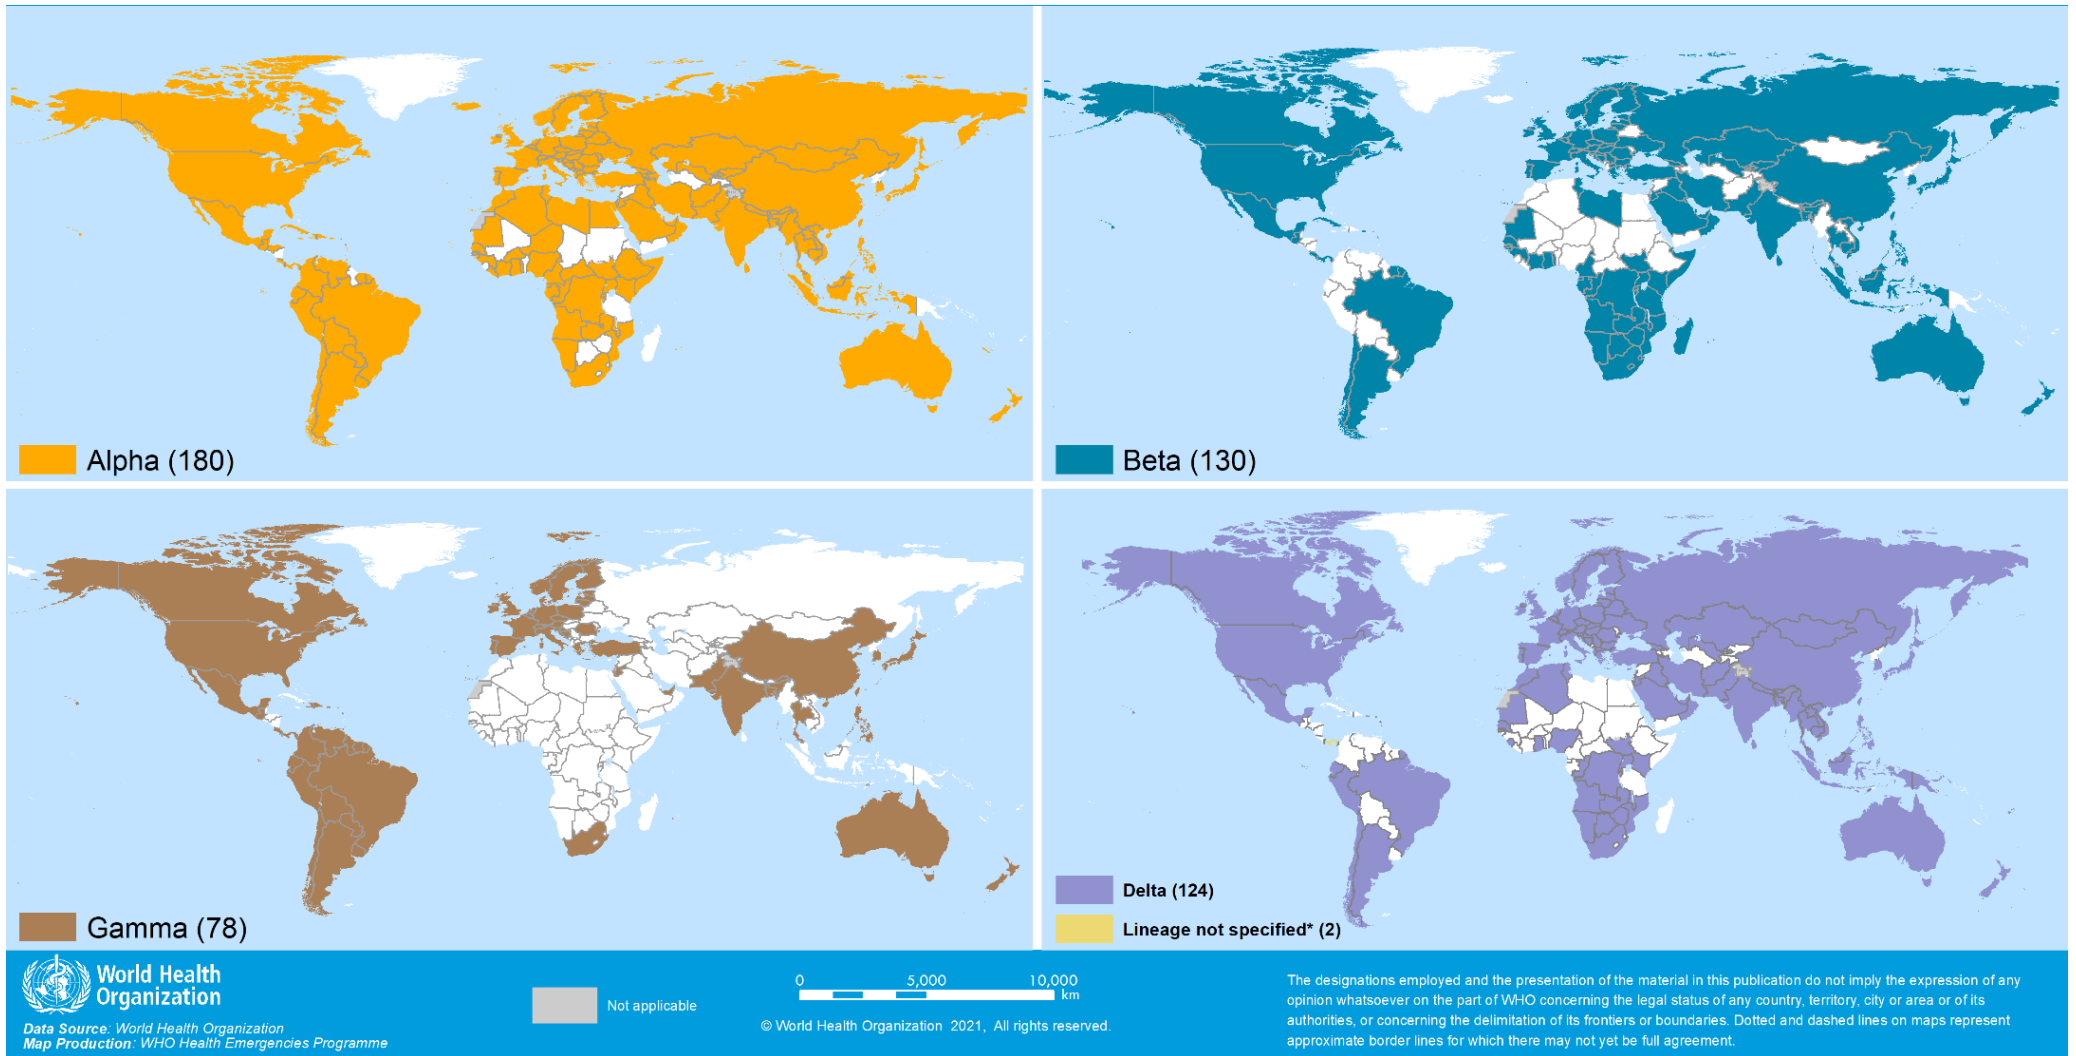 Alpha (180)
Beta (130)
Gamma (78)
Delta (124)
Lineage not specified* (2)
World Health
Organization
Data Source: World Health Organization
Map Production: WHO Health Emergencies Programme
Not applicable
0 5,000 10,000
km
© World Health Organization 2021, All rights reserved.
The designations employed and the presentation of the material in this publication do not imply the expression of any
opinion whatsoever on the part of WHO concerning the legal status of any country, territory, city or area or of its
authorities, or concerning the delimitation of its frontiers or boundaries. Dotted and dashed lines on maps represent
approximate border lines for which there may not yet be full agreement.